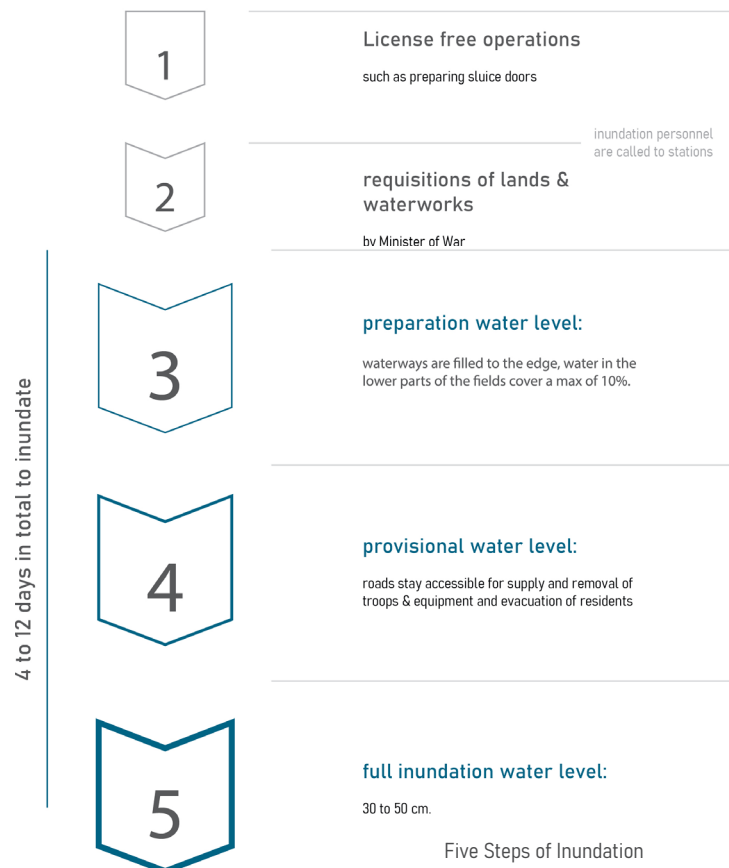 1
License free operations
such as preparing sluice doors
inundation personnel
are called to stations
2
requisitions of lands &
waterworks
by Minister of War
4 to 12 days in total to inundate
3
preparation water level:
waterways are filled to the edge, water in the
lower parts of the fields cover a max of 10%.
4
provisional water level:
roads stay accessible for supply and removal of
troops & equipment and evacuation of residents
5
full inundation water level:
30 to 50 cm.
Five Steps of Inundation